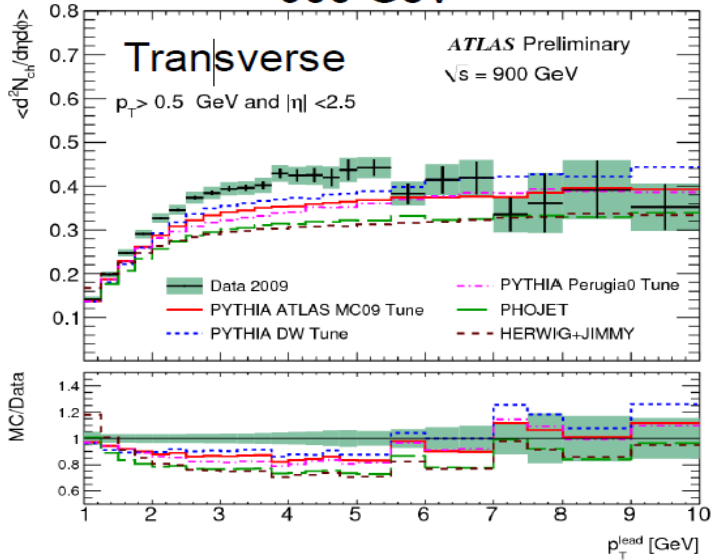 0.8
0.7
0.6
0.5
0.4
0.3
0.2
0.1
<d²N_ch/dηdϕ>
Transverse
p_T > 0.5 GeV and |η| <2.5
ATLAS Preliminary
√s = 900 GeV
Data 2009
PYTHIA ATLAS MC09 Tune
PYTHIA DW Tune
PYTHIA Perugia0 Tune
PHOJET
HERWIG+JIMMY
MC/Data
1.4
1.2
1.0
0.8
0.6
1 2 3 4 5 6 7 8 9 10
p_T^lead [GeV]